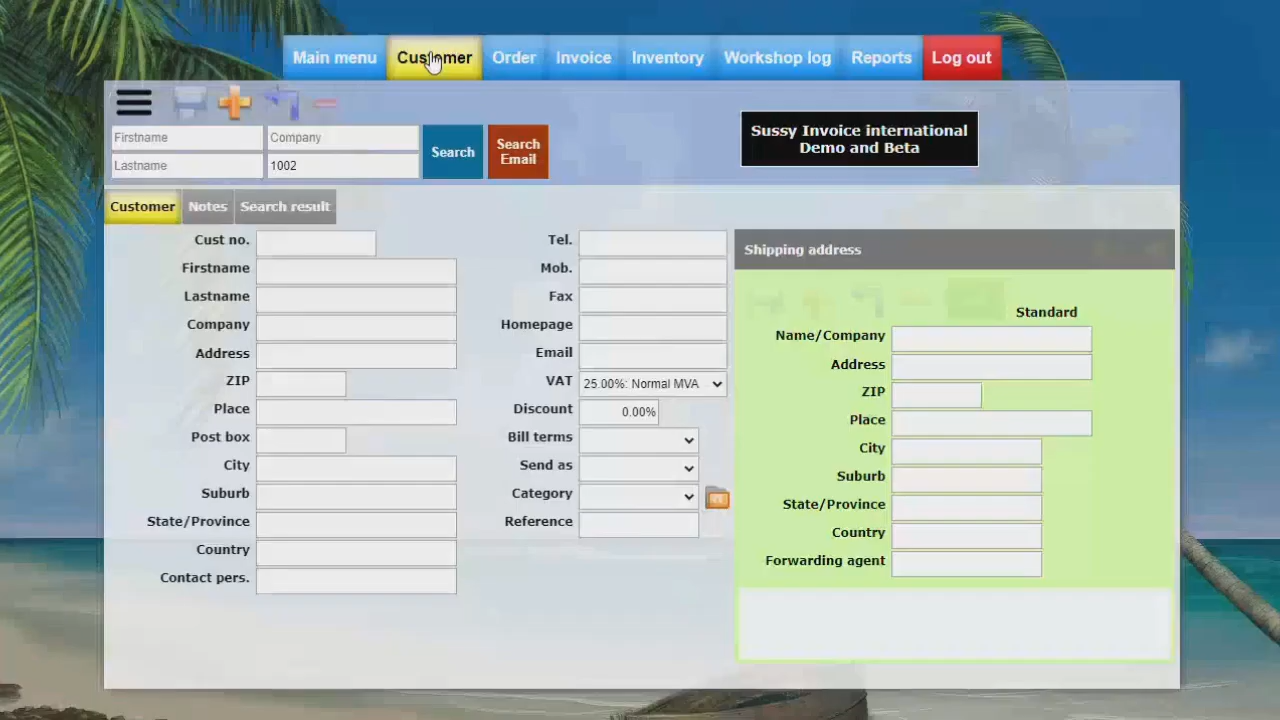 Main menu Customer Order Invoice Inventory Workshop log Reports Log out
Firstname Company
Lastname 1002
Search
Search
Email
Sussy Invoice international
Demo and Beta
Customer Notes Search result
Cust no.
Firstname
Lastname
Company
Address
ZIP
Place
Post box
City
Suburb
State/Province
Country
Contact pers.
Tel.
Mob.
Fax
Homepage
Email
VAT 25.00%: Normal MVA
Discount 0.00%
Bill terms
Send as
Category
Reference
Shipping address
Standard
Name/Company
Address
ZIP
Place
City
Suburb
State/Province
Country
Forwarding agent